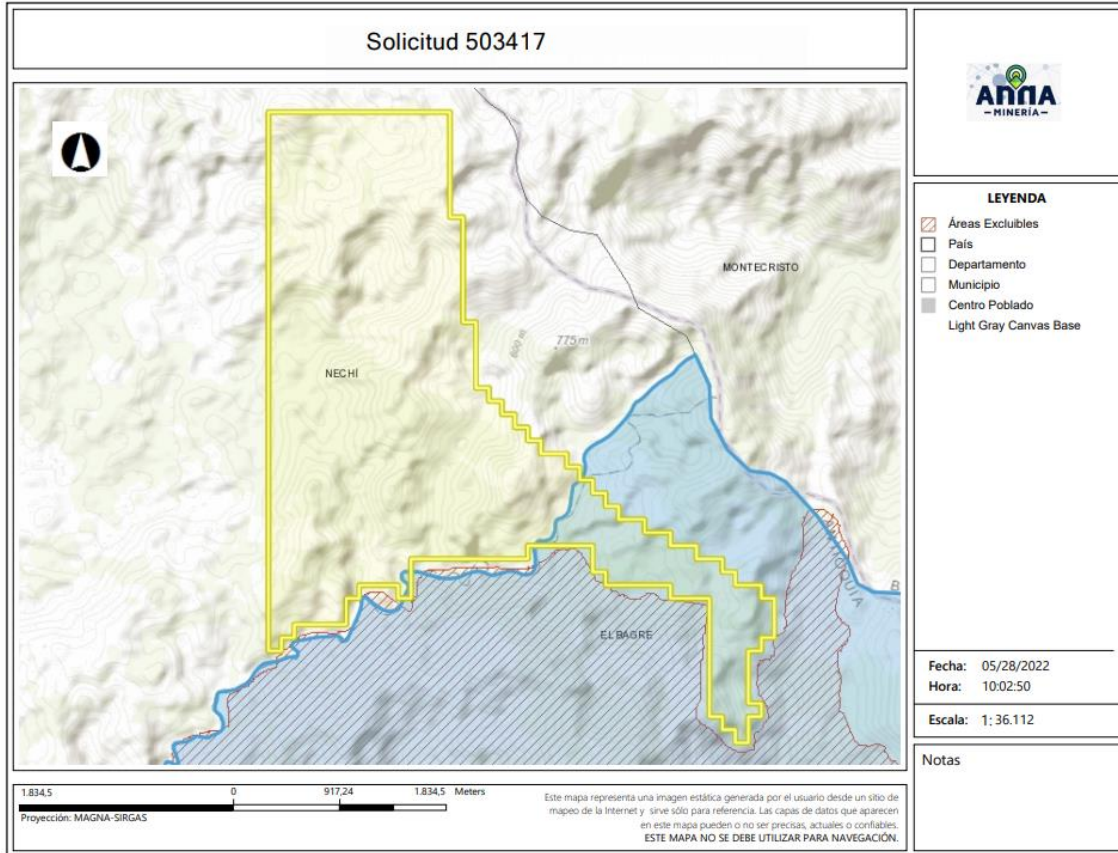 Solicitud 503417
ANNA
—MINERÍA—
LEYENDA
Áreas Excluibles
País
Departamento
Municipio
Centro Poblado
Light Gray Canvas Base
MONTECRISTO
600 m
775m
NECHÍ
ANTIOQUIA
B
EL BAGRE
Fecha: 05/28/2022
Hora: 10:02:50
Escala: 1: 36.112
Notas
1.834,5 0 917,24 1.834,5 Meters
Proyección: MAGNA-SIRGAS
Este mapa representa una imagen estática generada por el usuario desde un sitio de
mapeo de la Internet y sirve sólo para referencia. Las capas de datos que aparecen
en este mapa pueden o no ser precisas, actuales o confiables.
ESTE MAPA NO SE DEBE UTILIZAR PARA NAVEGACIÓN.